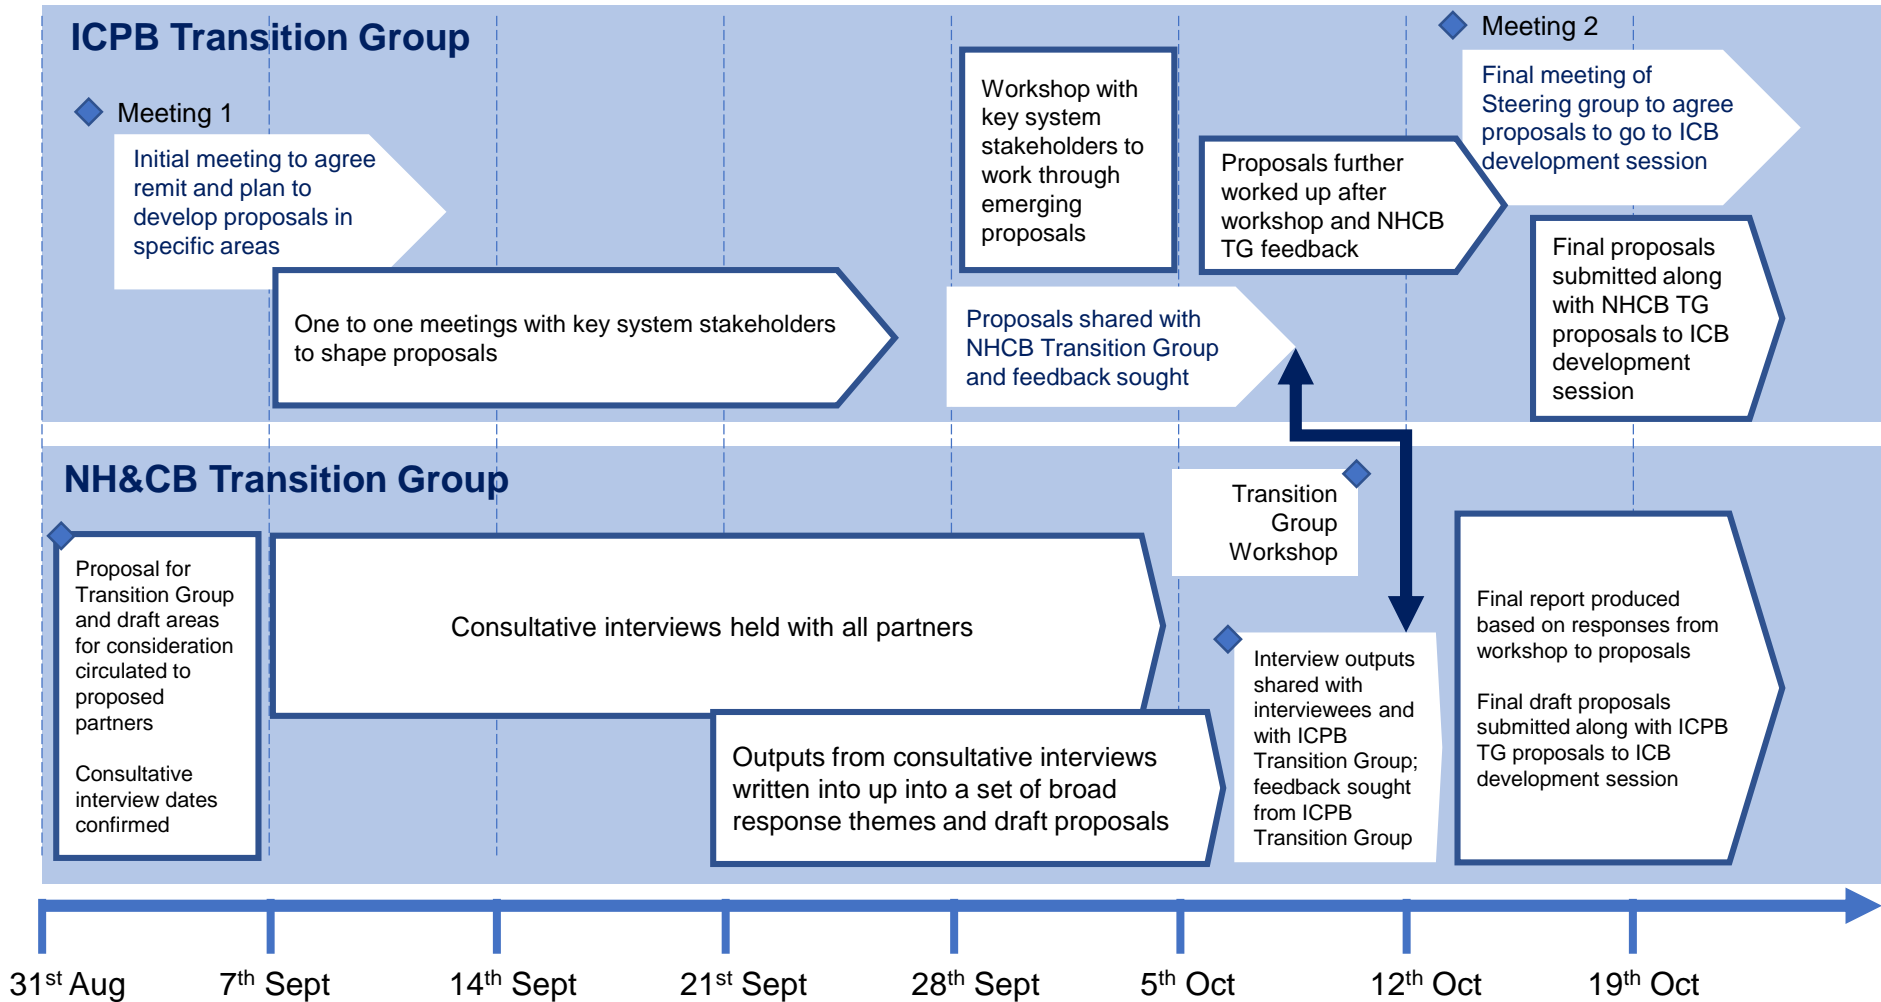 ICPB Transition Group
Meeting 1
Initial meeting to agree
remit and plan to
develop proposals in
specific areas
One to one meetings with key system stakeholders
to shape proposals
Workshop with
key system
stakeholders to
work through
emerging
proposals
Proposals shared with
NHCB Transition Group
and feedback sought
Proposals further
worked up after
workshop and NHCB
TG feedback
Meeting 2
Final meeting of
Steering group to agree
proposals to go to ICB
development session
Final proposals
submitted along
with NHCB TG
proposals to ICB
development
session
NH&CB Transition Group
Proposal for
Transition Group
and draft areas
for consideration
circulated to
proposed
partners
Consultative
interview dates
confirmed
Consultative interviews held with all partners
Outputs from consultative interviews
written into up into a set of broad
response themes and draft proposals
Transition
Group
Workshop
Interview outputs
shared with
interviewees and
with ICPB
Transition Group;
feedback sought
from ICPB
Transition Group
Final report produced
based on responses from
workshop to proposals
Final draft proposals
submitted along with ICPB
TG proposals to ICB
development session
31st Aug
7th Sept
14th Sept
21st Sept
28th Sept
5th Oct
12th Oct
19th Oct